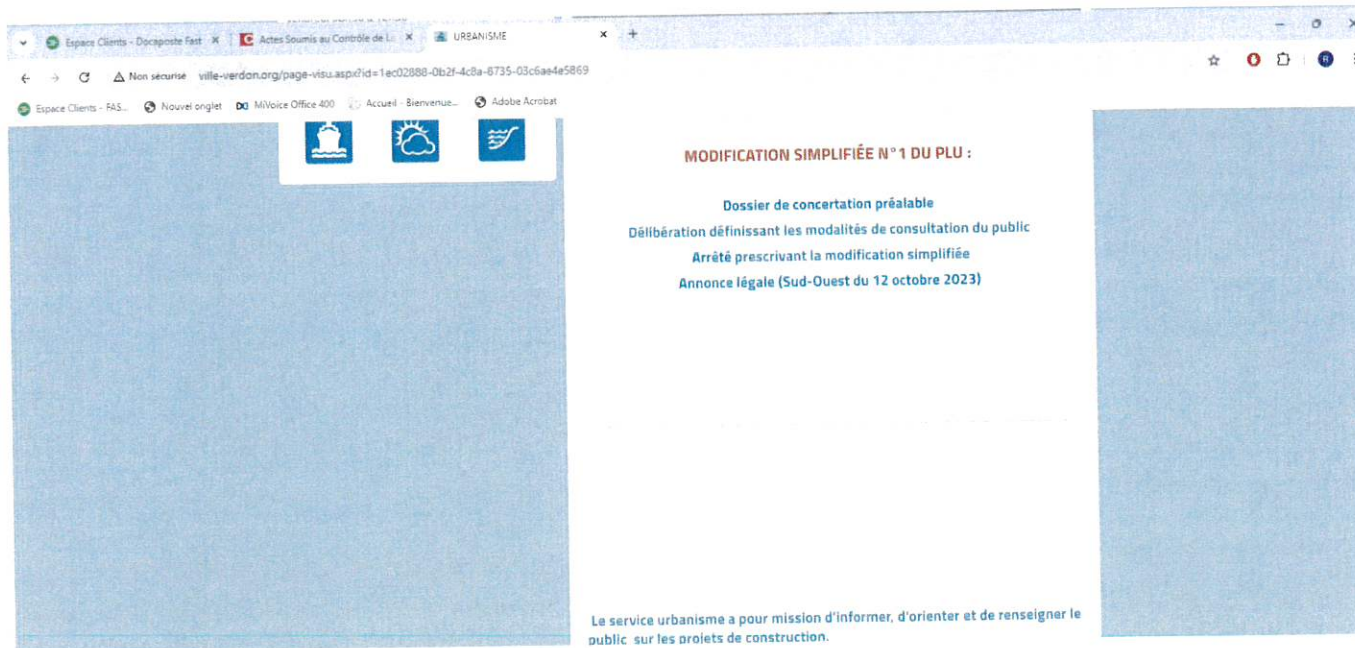 Espace Clients - Docaposte Fast
Actes Soumis au Contrôle de L
URBANISME
Non sécurisé ville-verdon.org/page-visu.aspx?id=1ec02888-0b2f-4c8a-8735-03c6ae4e5869
Espace Clients - FAS... Nouvel onglet MiVoice Office 400 Accueil - Bienvenue... Adobe Acrobat
MODIFICATION SIMPLIFIÉE N°1 DU PLU :
Dossier de concertation préalable
Délibération définissant les modalités de consultation du public
Arrêté prescrivant la modification simplifiée
Annonce légale (Sud-Ouest du 12 octobre 2023)
Le service urbanisme a pour mission d'informer, d'orienter et de renseigner le
public sur les projets de construction.